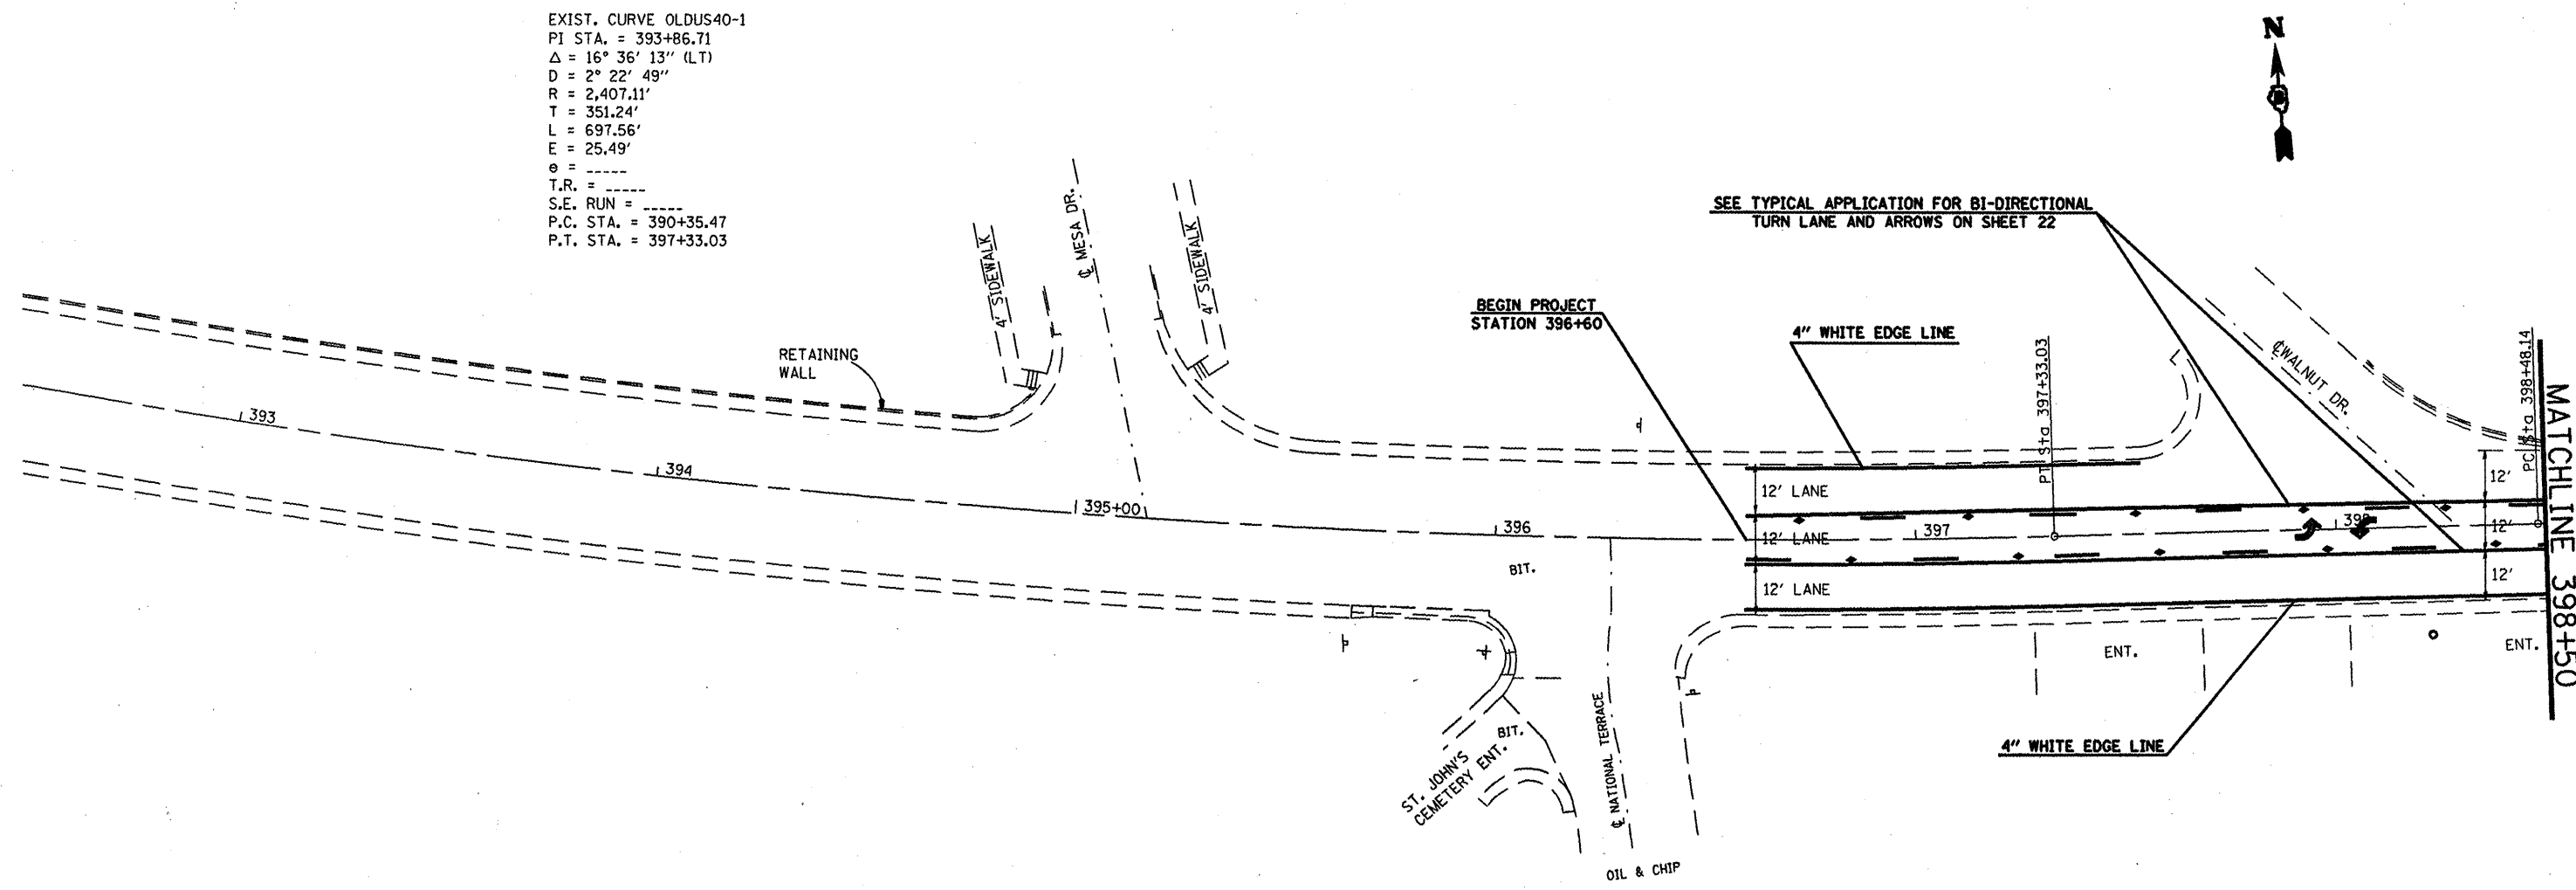 EXIST. CURVE OLDUS40-1
PI STA. = 393+86.71
Δ = 16° 36' 13" (LT)
D = 2° 22' 49"
R = 2,407.11'
T = 351.24'
L = 697.56'
E = 25.49'
e = _____
T.R. = _____
S.E. RUN = _____
P.C. STA. = 390+35.47
P.T. STA. = 397+33.03
N
SEE TYPICAL APPLICATION FOR BI-DIRECTIONAL
TURN LANE AND ARROWS ON SHEET 22
4' SIDEWALK
℄ MESA DR.
4' SIDEWALK
BEGIN PROJECT
STATION 396+60
4" WHITE EDGE LINE
RETAINING
WALL
PT Sta 397+33.03
℄ WALNUT DR.
PC Sta 398+48.14
MATCHLINE 398+50
393
394
395+00
396
397
398
12' LANE
12' LANE
12' LANE
12'
12'
12'
BIT.
ENT.
ENT.
4" WHITE EDGE LINE
BIT.
ST. JOHN'S
CEMETERY ENT.
℄ NATIONAL TERRACE
OIL & CHIP